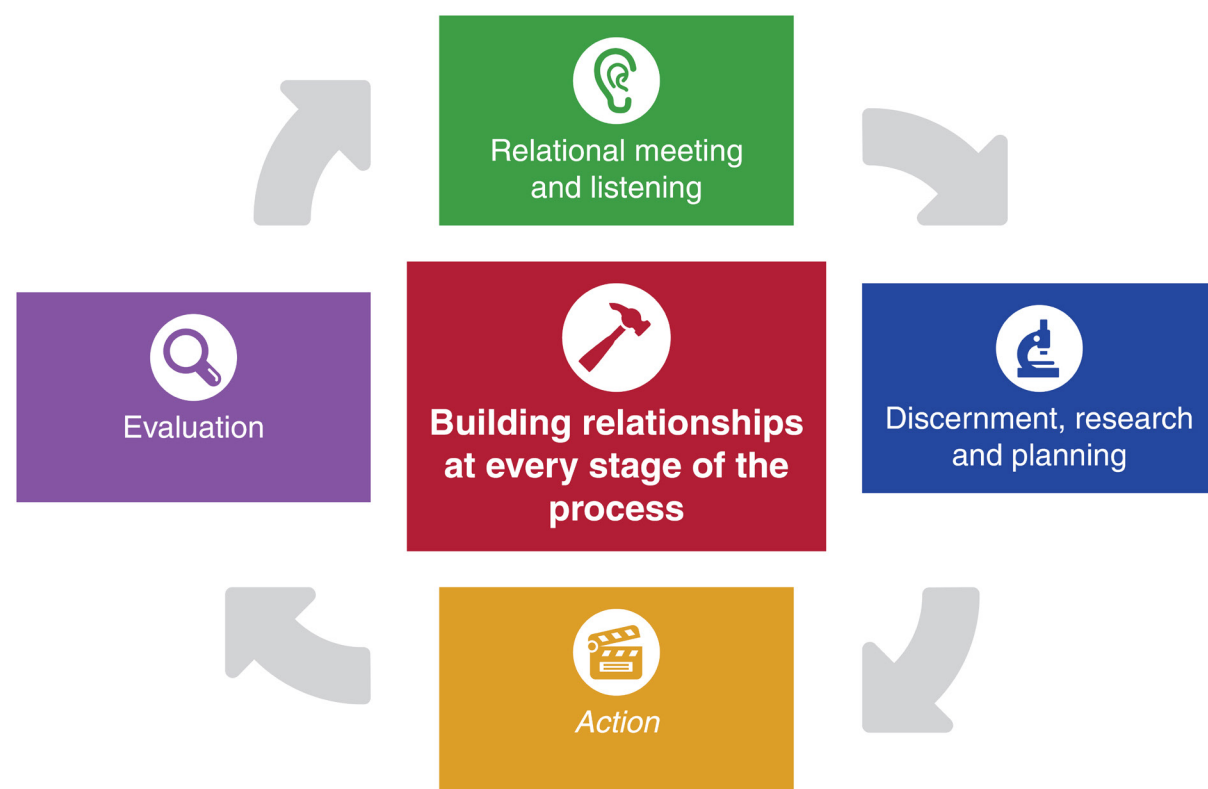 Relational meeting
and listening
Evaluation
Building relationships
at every stage of the
process
Discernment, research
and planning
Action